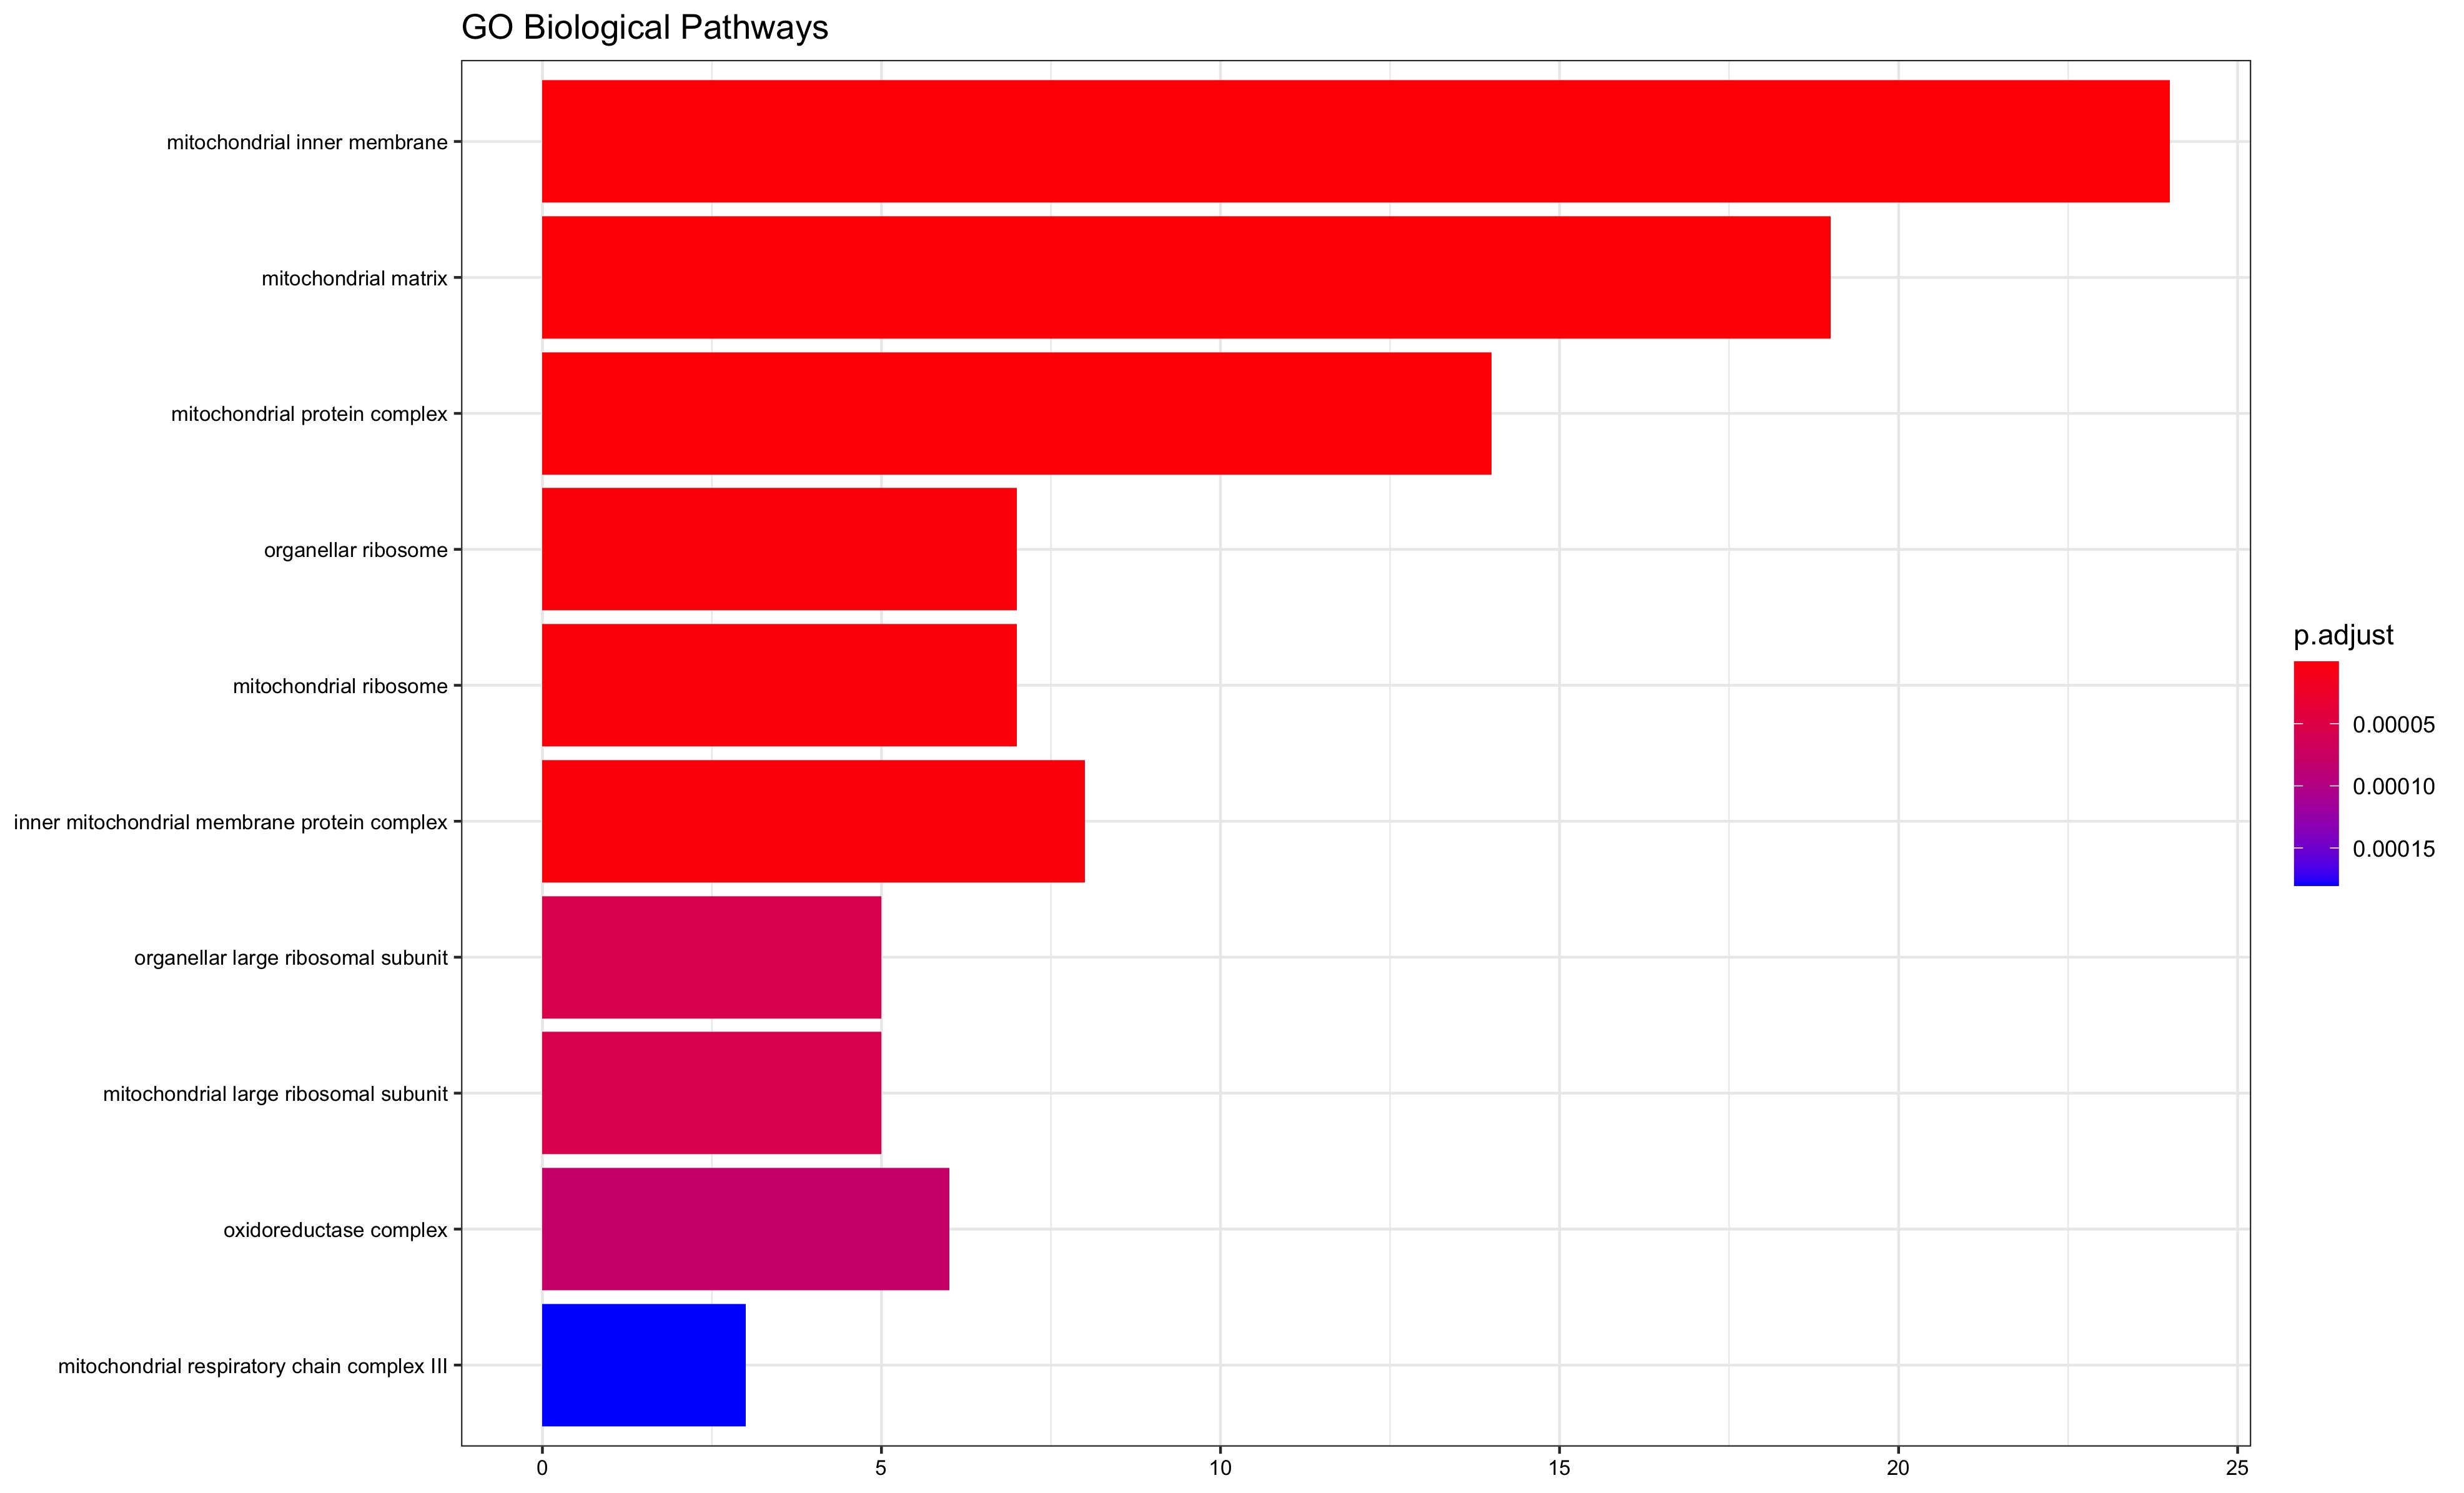 GO Biological Pathways
mitochondrial inner membrane
mitochondrial matrix
mitochondrial protein complex
organellar ribosome
mitochondrial ribosome
inner mitochondrial membrane protein complex
organellar large ribosomal subunit
mitochondrial large ribosomal subunit
oxidoreductase complex
mitochondrial respiratory chain complex III
0 5 10 15 20 25
p.adjust
0.00005
0.00010
0.00015